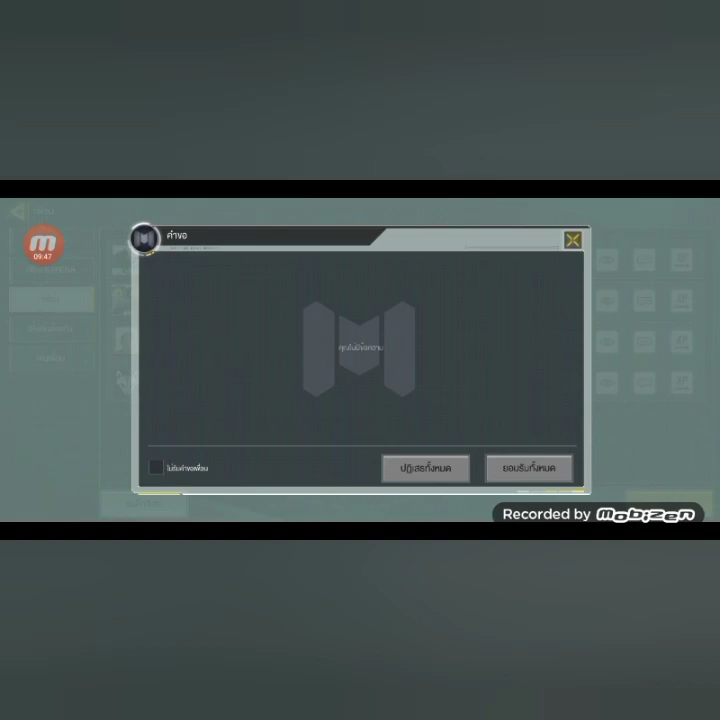 คำขอ
09:47
คุณไม่มีข้อความ
ไม่รับคำขอเพื่อน
ปฏิเสธทั้งหมด
ยอมรับทั้งหมด
Recorded by mobizen